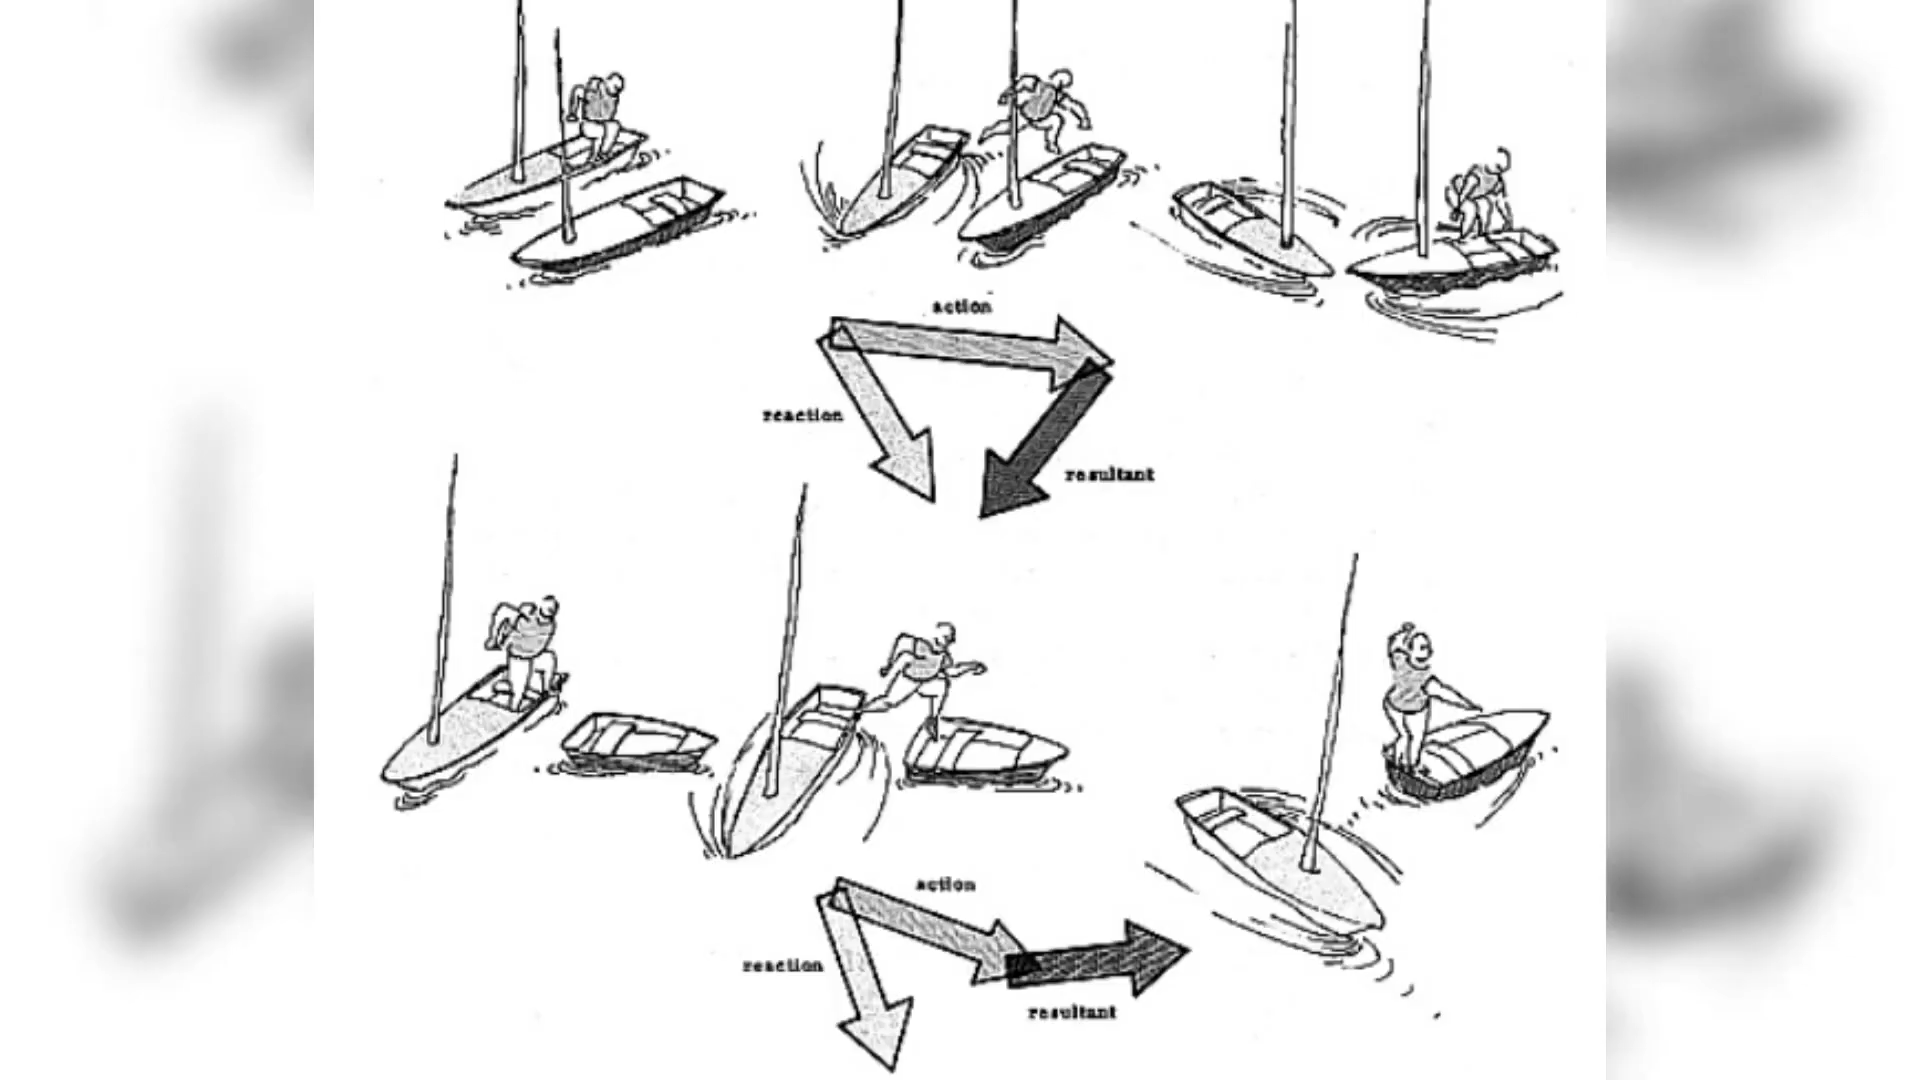 action
reaction
resultant
action
reaction
resultant